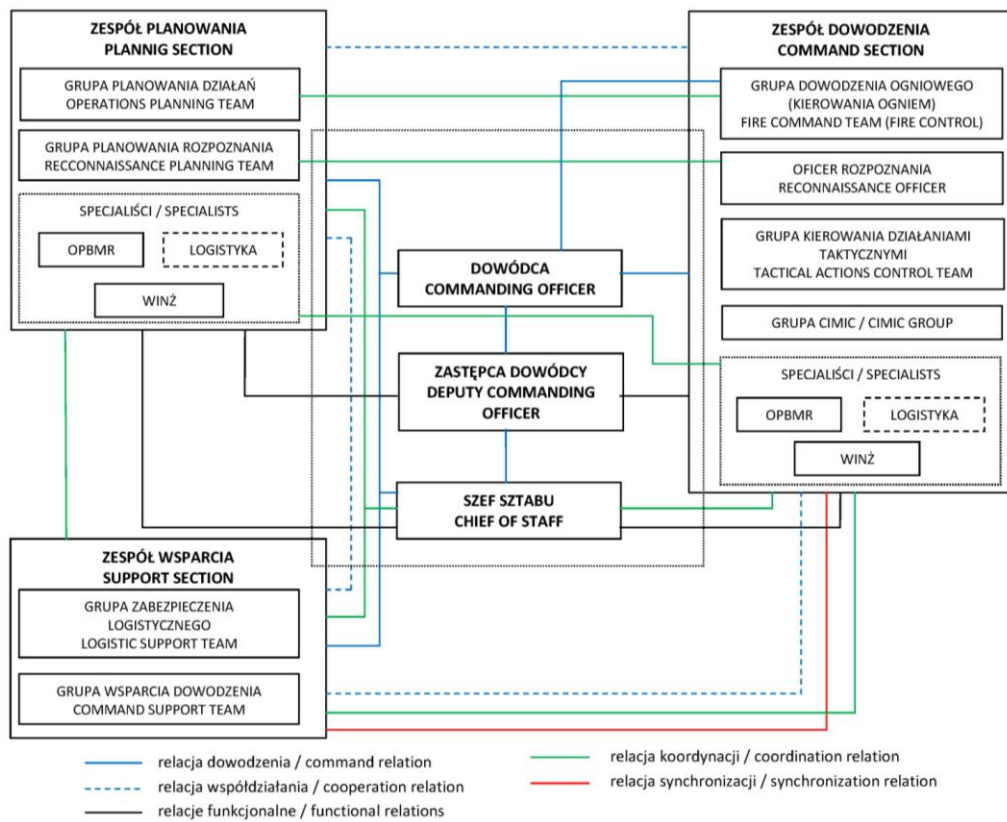 ZESPÓŁ PLANOWANIA
PLANNIG SECTION
GRUPA PLANOWANIA DZIAŁAŃ
OPERATIONS PLANNING TEAM
GRUPA PLANOWANIA ROZPOZNANIA
RECCONNAISSANCE PLANNING TEAM
SPECJALIŚCI / SPECIALISTS
OPBMR
LOGISTYKA
WINŻ
ZESPÓŁ DOWODZENIA
COMMAND SECTION
GRUPA DOWODZENIA OGNIOWEGO
(KIEROWANIA OGNIEM)
FIRE COMMAND TEAM (FIRE CONTROL)
OFICER ROZPOZNANIA
RECONNAISSANCE OFFICER
GRUPA KIEROWANIA DZIAŁANIAMI
TAKTYCZNYMI
TACTICAL ACTIONS CONTROL TEAM
GRUPA CIMIC / CIMIC GROUP
SPECJALIŚCI / SPECIALISTS
OPBMR
LOGISTYKA
WINŻ
DOWÓDCA
COMMANDING OFFICER
ZASTĘPCA DOWÓDCY
DEPUTY COMMANDING
OFFICER
SZEF SZTABU
CHIEF OF STAFF
ZESPÓŁ WSPARCIA
SUPPORT SECTION
GRUPA ZABEZPIECZENIA
LOGISTYCZNEGO
LOGISTIC SUPPORT TEAM
GRUPA WSPARCIA DOWODZENIA
COMMAND SUPPORT TEAM
relacja dowodzenia / command relation
relacja współdziałania / cooperation relation
relacje funkcjonalne / functional relations
relacja koordynacji / coordination relation
relacja synchronizacji / synchronization relation